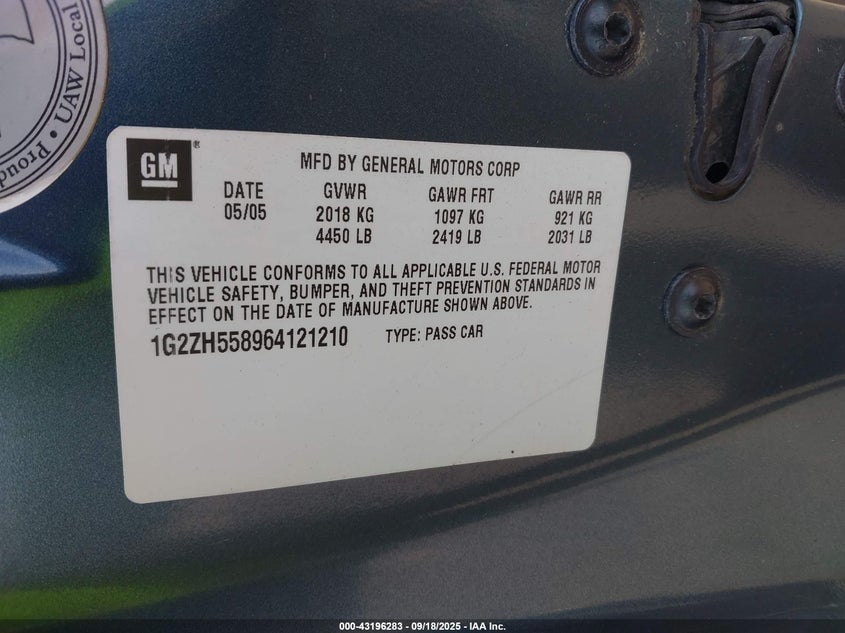 Proud
UAW Local
GM®
MFD BY GENERAL MOTORS CORP
DATE GVWR GAWR FRT GAWR RR
05/05 2018 KG 1097 KG 921 KG
4450 LB 2419 LB 2031 LB
THIS VEHICLE CONFORMS TO ALL APPLICABLE U.S. FEDERAL MOTOR
VEHICLE SAFETY, BUMPER, AND THEFT PREVENTION STANDARDS IN
EFFECT ON THE DATE OF MANUFACTURE SHOWN ABOVE.
1G2ZH558964121210 TYPE: PASS CAR
000-43196283 - 09/18/2025 - IAA Inc.